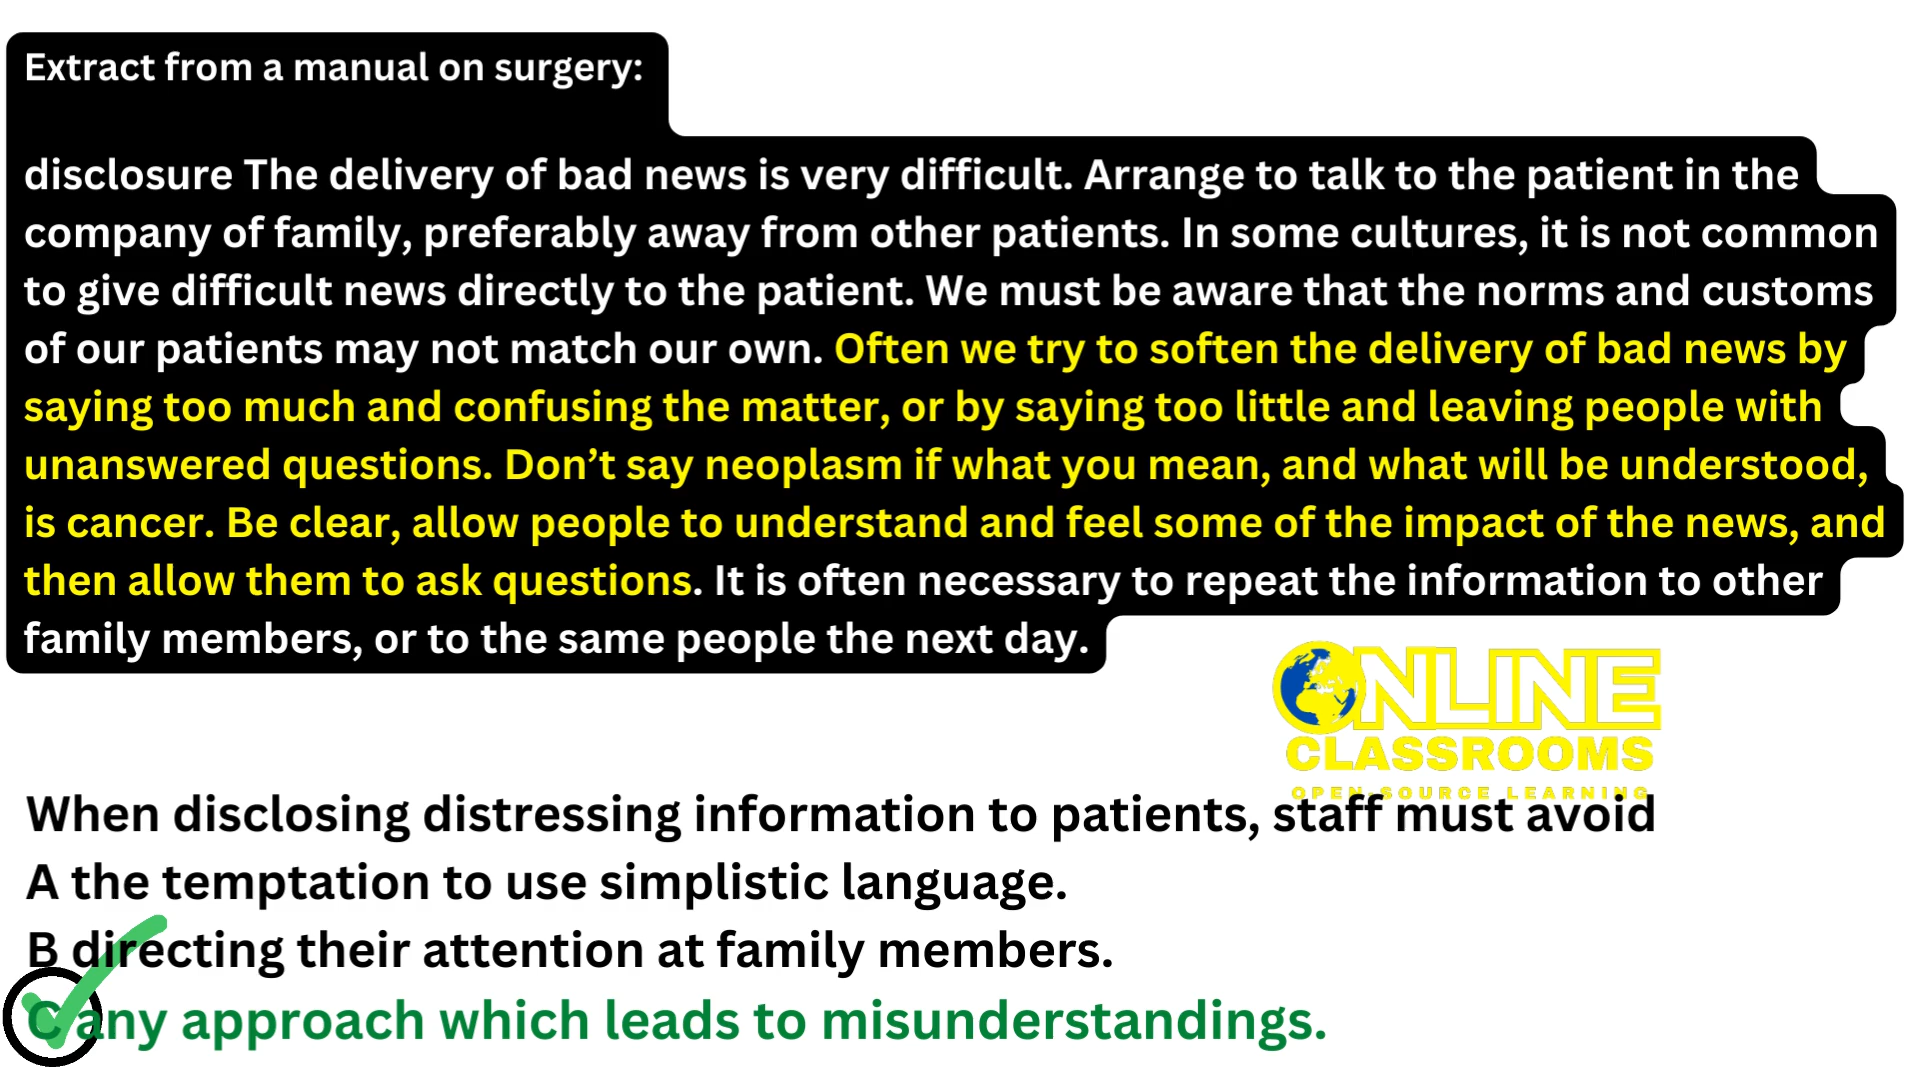 Extract from a manual on surgery:
disclosure The delivery of bad news is very difficult. Arrange to talk to the patient in the
company of family, preferably away from other patients. In some cultures, it is not common
to give difficult news directly to the patient. We must be aware that the norms and customs
of our patients may not match our own. Often we try to soften the delivery of bad news by
saying too much and confusing the matter, or by saying too little and leaving people with
unanswered questions. Don’t say neoplasm if what you mean, and what will be understood,
is cancer. Be clear, allow people to understand and feel some of the impact of the news, and
then allow them to ask questions. It is often necessary to repeat the information to other
family members, or to the same people the next day.
ONLINE
CLASSROOMS
OPEN-SOURCE LEARNING
When disclosing distressing information to patients, staff must avoid
A the temptation to use simplistic language.
B directing their attention at family members.
C any approach which leads to misunderstandings.